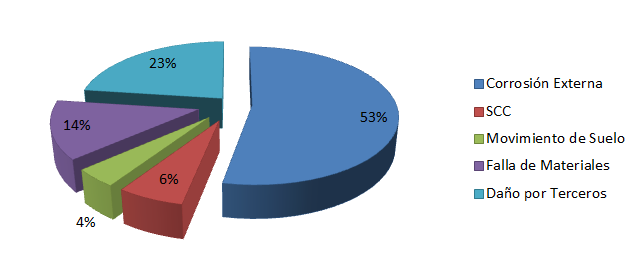 23%
53%
14%
6%
4%
Corrosión Externa
SCC
Movimiento de Suelo
Falla de Materiales
Daño por Terceros